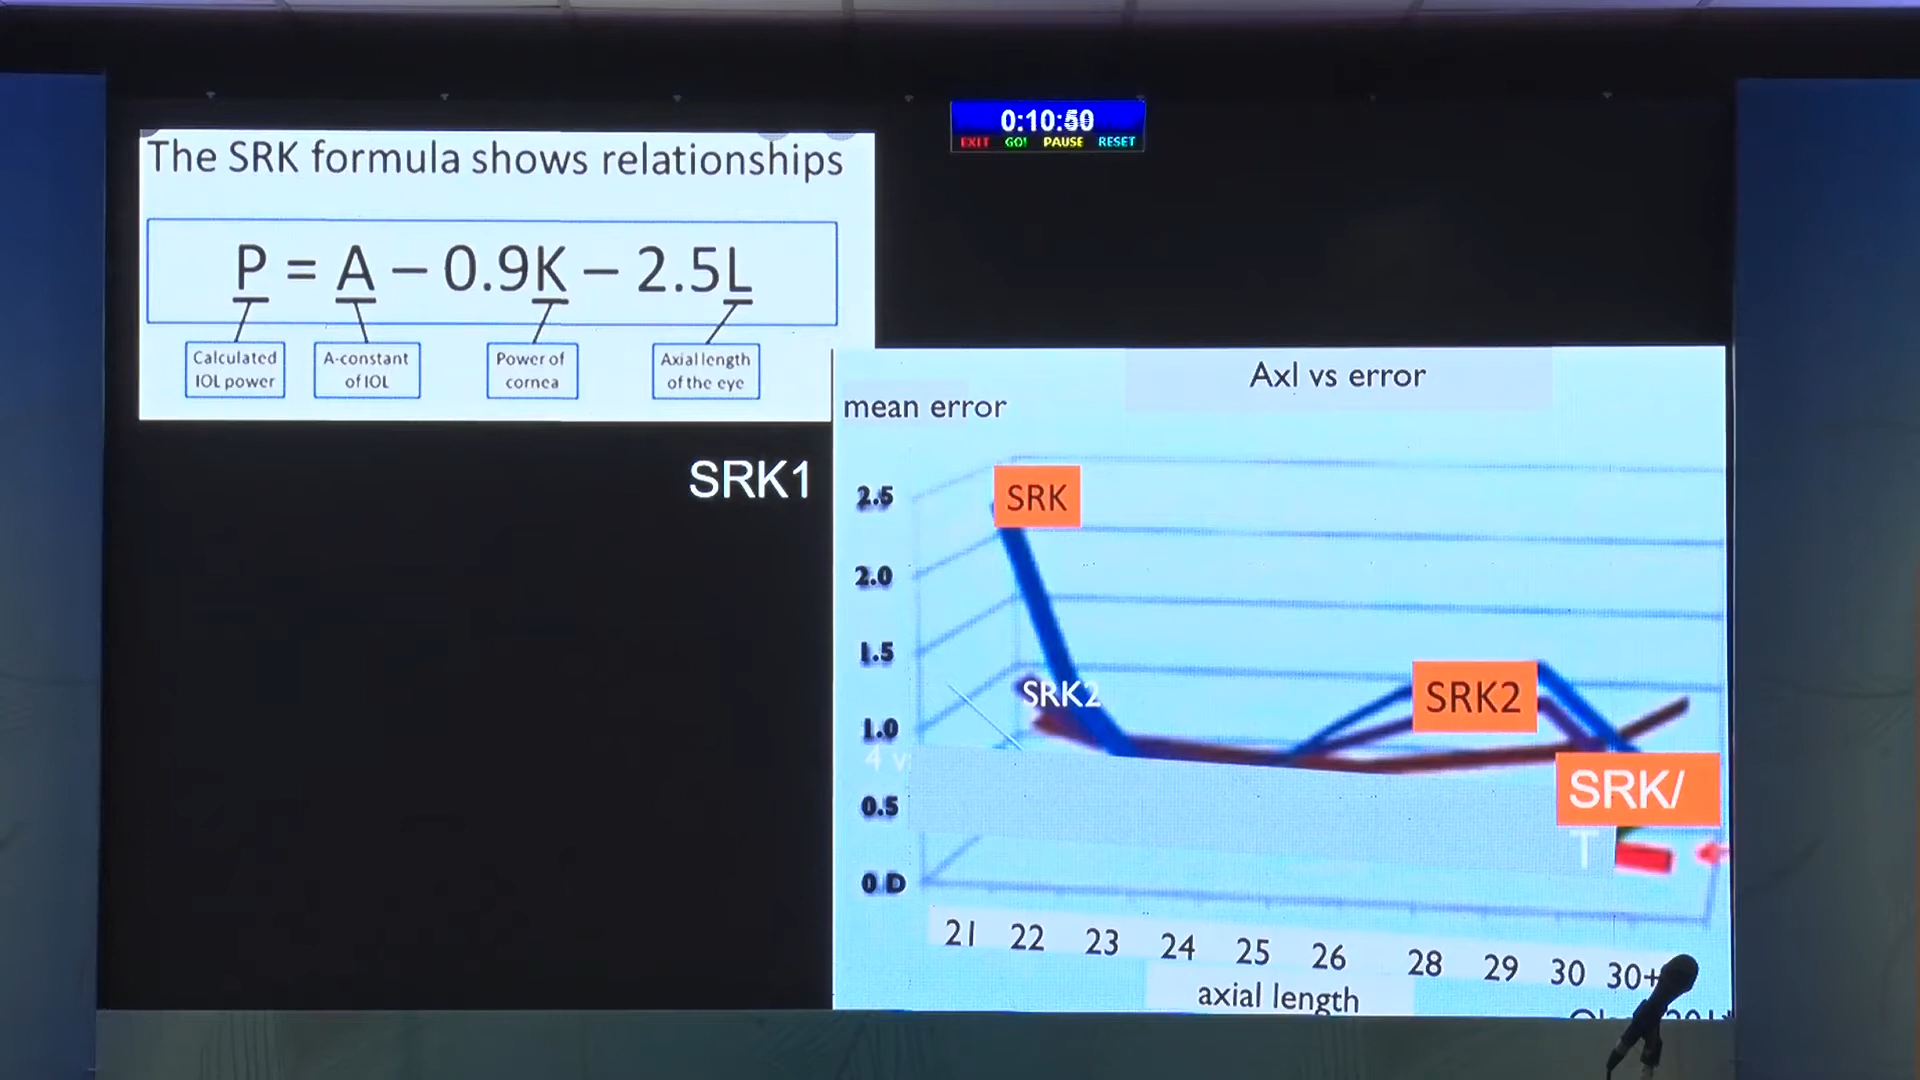 0:10:50
EXIT GO! PAUSE RESET
The SRK formula shows relationships
P = A – 0.9K – 2.5L
Calculated IOL power
A-constant of IOL
Power of cornea
Axial length of the eye
SRK1
Axl vs error
mean error
2.5
2.0
1.5
1.0
0.5
0 D
SRK
SRK2
SRK2
SRK/
T
4 v
21 22 23 24 25 26 28 29 30 30+
axial length